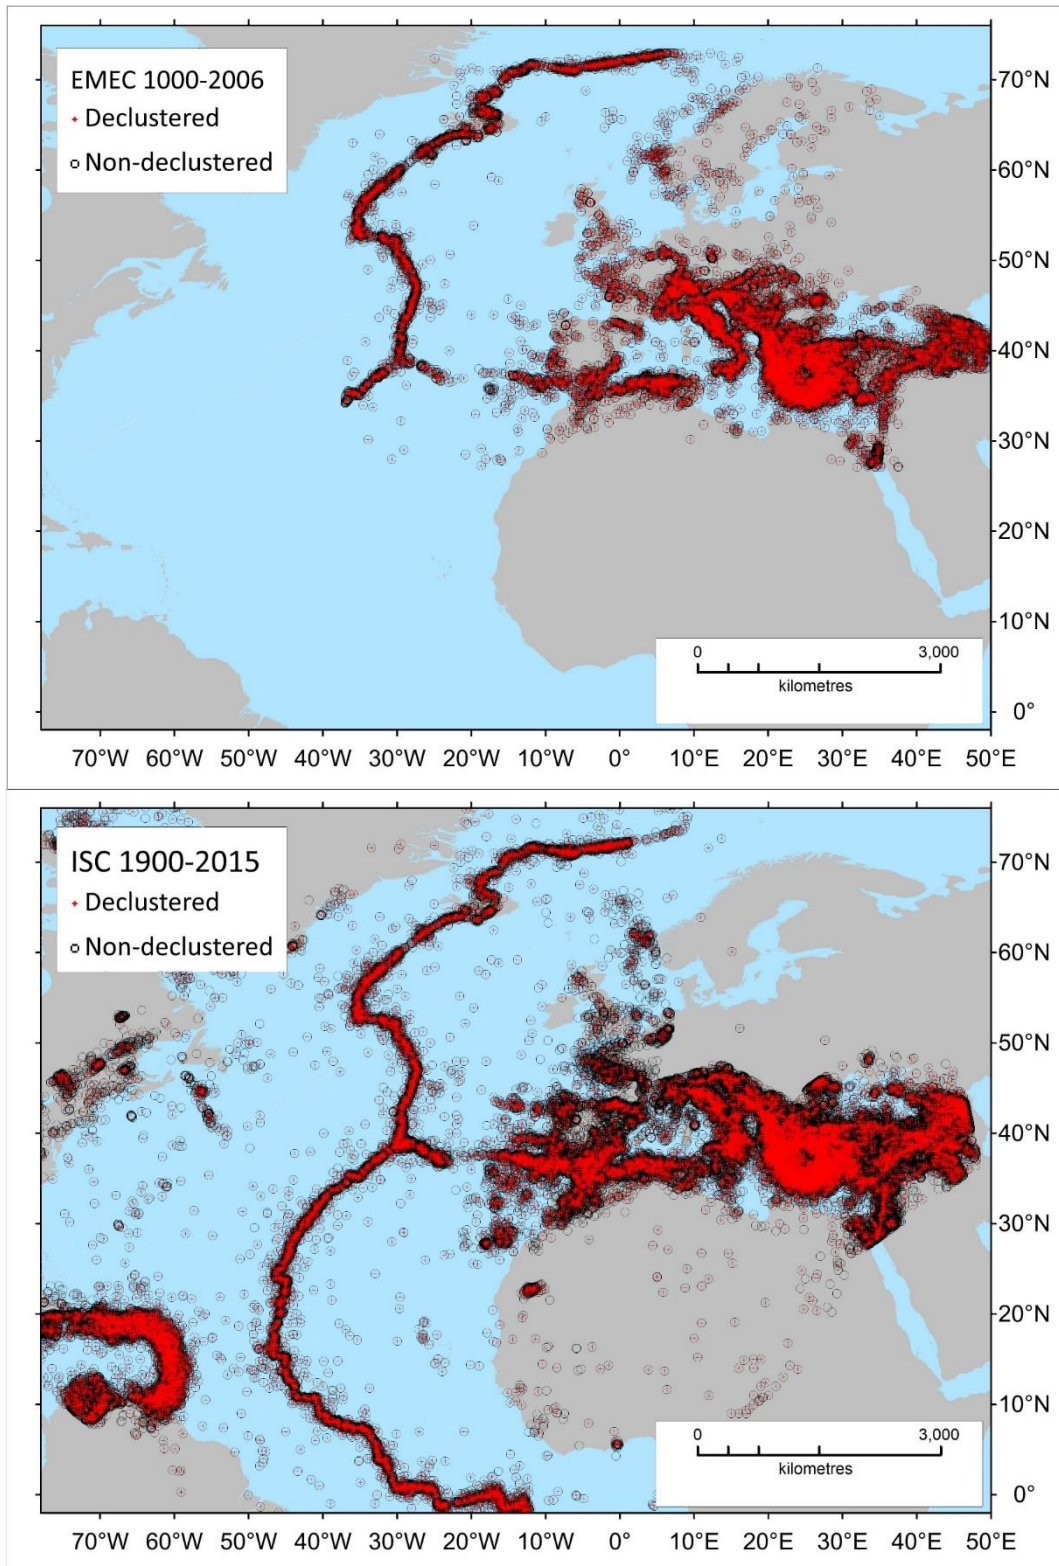 EMEC 1000-2006
Declustered
Non-declustered
70°N
60°N
50°N
40°N
30°N
20°N
10°N
0°
0 3,000
kilometres
70°W 60°W 50°W 40°W 30°W 20°W 10°W 0° 10°E 20°E 30°E 40°E 50°E
ISC 1900-2015
Declustered
Non-declustered
70°N
60°N
50°N
40°N
30°N
20°N
10°N
0°
0 3,000
kilometres
70°W 60°W 50°W 40°W 30°W 20°W 10°W 0° 10°E 20°E 30°E 40°E 50°E